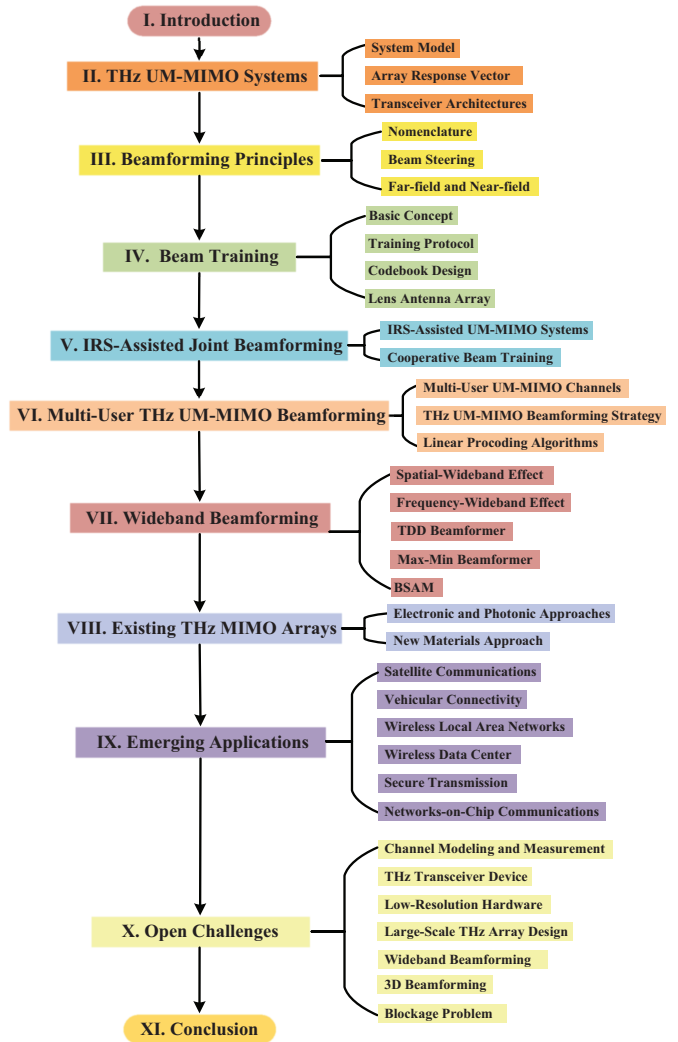 I. Introduction
II. THz UM-MIMO Systems
System Model
Array Response Vector
Transceiver Architectures
III. Beamforming Principles
Nomenclature
Beam Steering
Far-field and Near-field
IV. Beam Training
Basic Concept
Training Protocol
Codebook Design
Lens Antenna Array
V. IRS-Assisted Joint Beamforming
IRS-Assisted UM-MIMO Systems
Cooperative Beam Training
VI. Multi-User THz UM-MIMO Beamforming
Multi-User UM-MIMO Channels
THz UM-MIMO Beamforming Strategy
Linear Procoding Algorithms
VII. Wideband Beamforming
Spatial-Wideband Effect
Frequency-Wideband Effect
TDD Beamformer
Max-Min Beamformer
BSAM
VIII. Existing THz MIMO Arrays
Electronic and Photonic Approaches
New Materials Approach
IX. Emerging Applications
Satellite Communications
Vehicular Connectivity
Wireless Local Area Networks
Wireless Data Center
Secure Transmission
Networks-on-Chip Communications
X. Open Challenges
Channel Modeling and Measurement
THz Transceiver Device
Low-Resolution Hardware
Large-Scale THz Array Design
Wideband Beamforming
3D Beamforming
Blockage Problem
XI. Conclusion